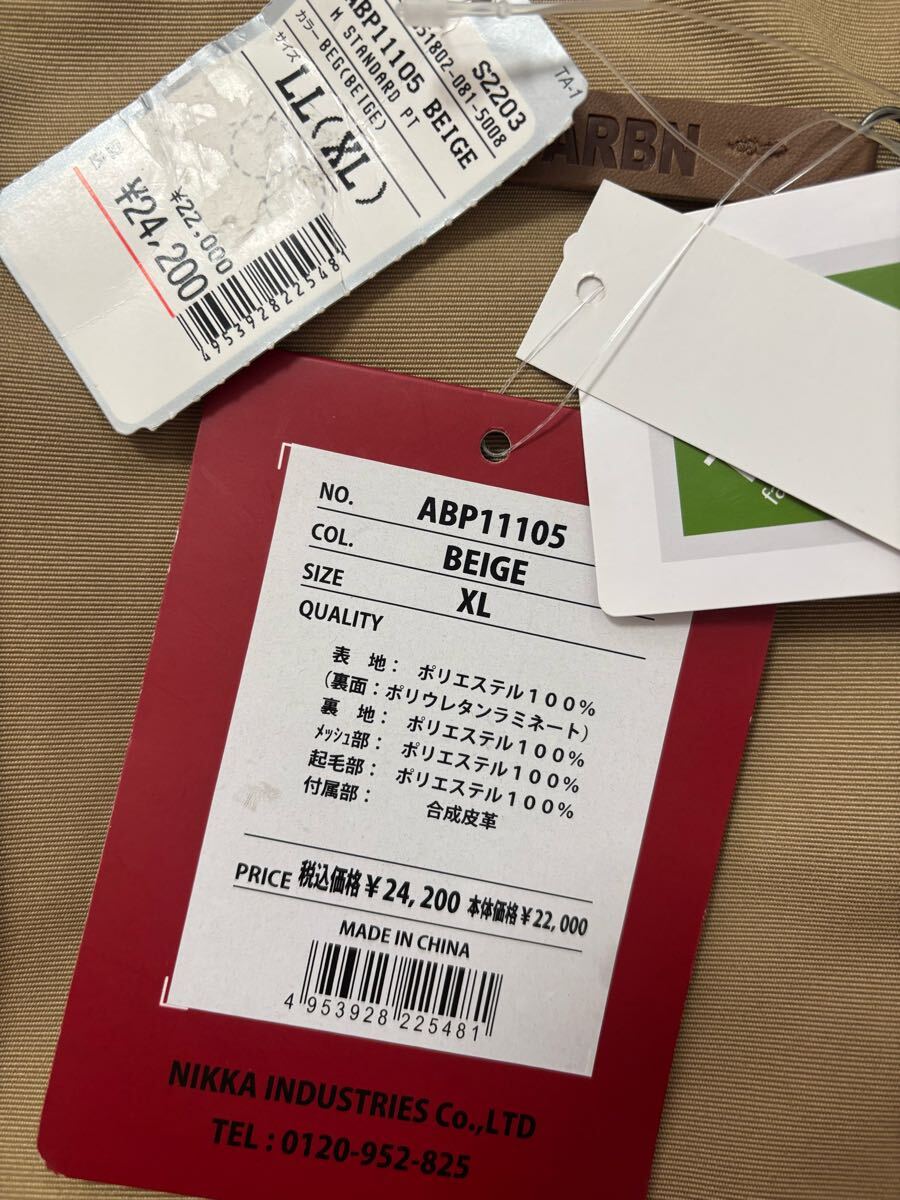 S2203
51802-081-5008
ABP11105 BEIGE
M STANDARD PT
カラー BEG(BEIGE)
サイズ
LL(XL)
¥22,000
¥24,200
4953928225481
TA-1
ARBN
NO. ABP11105
COL. BEIGE
SIZE XL
QUALITY
表 地: ポリエステル100%
(裏面:ポリウレタンラミネート)
裏 地: ポリエステル100%
メッシュ部: ポリエステル100%
起毛部: ポリエステル100%
付属部: 合成皮革
PRICE 税込価格 ¥24,200 本体価格 ¥22,000
MADE IN CHINA
4 953928 225481
NIKKA INDUSTRIES Co.,LTD
TEL : 0120-952-825